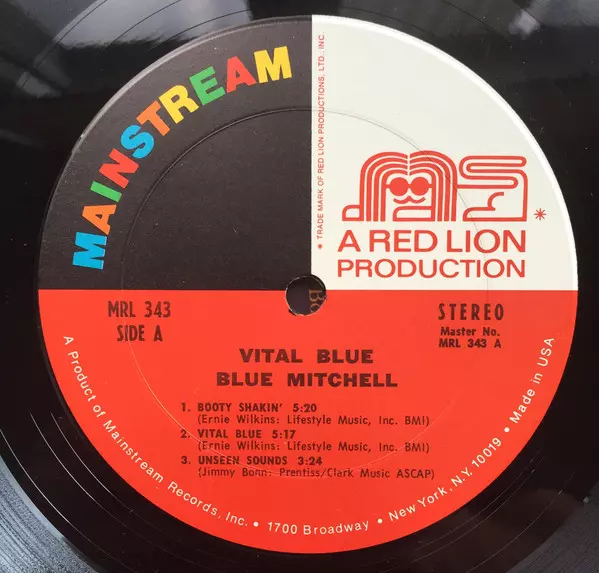 MAINSTREAM
* TRADE MARK OF RED LION PRODUCTIONS, LTD., INC.
ms*
A RED LION
PRODUCTION
MRL 343
SIDE A
STEREO
Master No.
MRL 343 A
VITAL BLUE
BLUE MITCHELL
1. BOOTY SHAKIN' 5:20
(Ernie Wilkins: Lifestyle Music, Inc. BMI)
2. VITAL BLUE 5:17
(Ernie Wilkins: Lifestyle Music, Inc. BMI)
3. UNSEEN SOUNDS 3:24
(Jimmy Bonn: Prentiss/Clark Music ASCAP)
A Product of Mainstream Records, Inc. • 1700 Broadway • New York, N.Y. 10019 • Made in USA